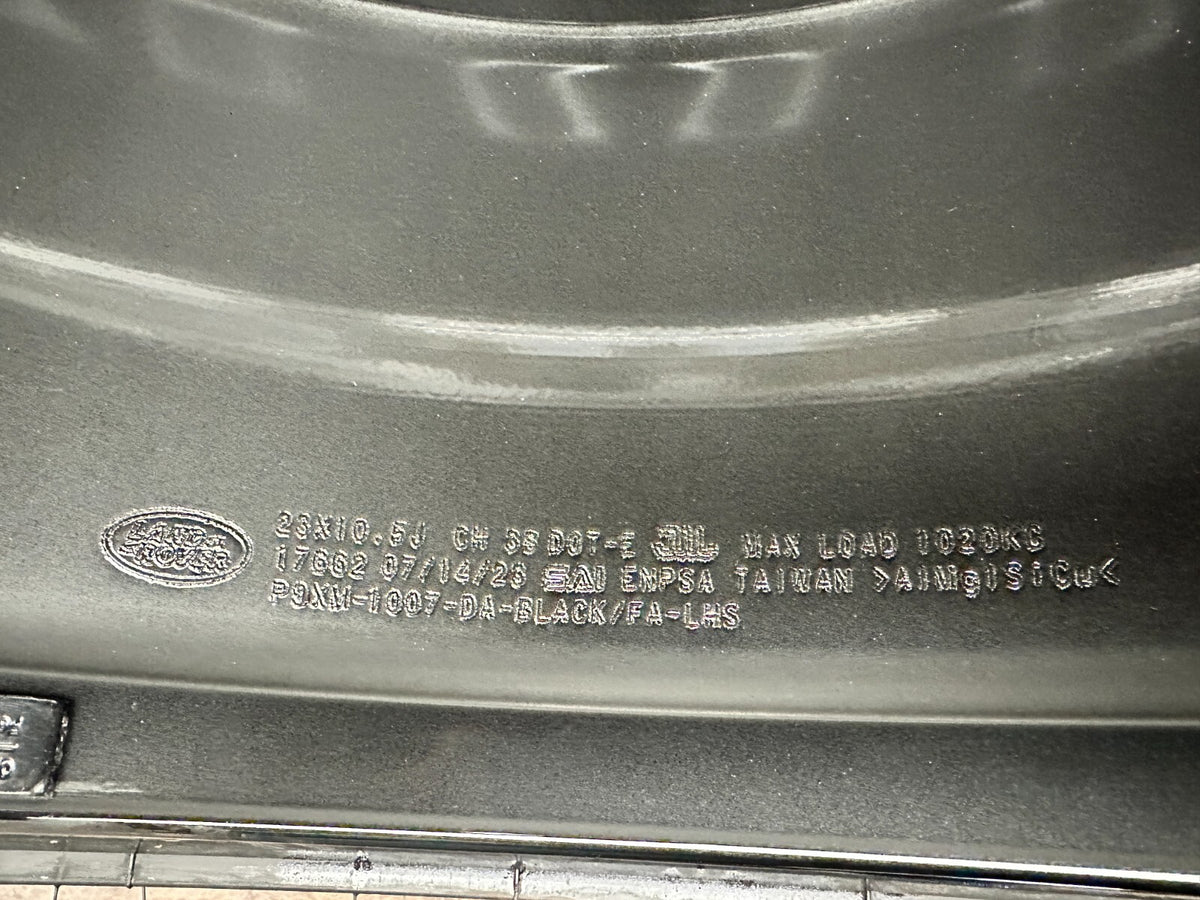 LAND
ROVER
23X10.5J CH 38 DOT-E JWL MAX LOAD 1020KG
17662 07/14/23 SAI ENPSA TAIWAN >AlMg1SiCu<
P9XM-1007-DA-BLACK/FA-LHS